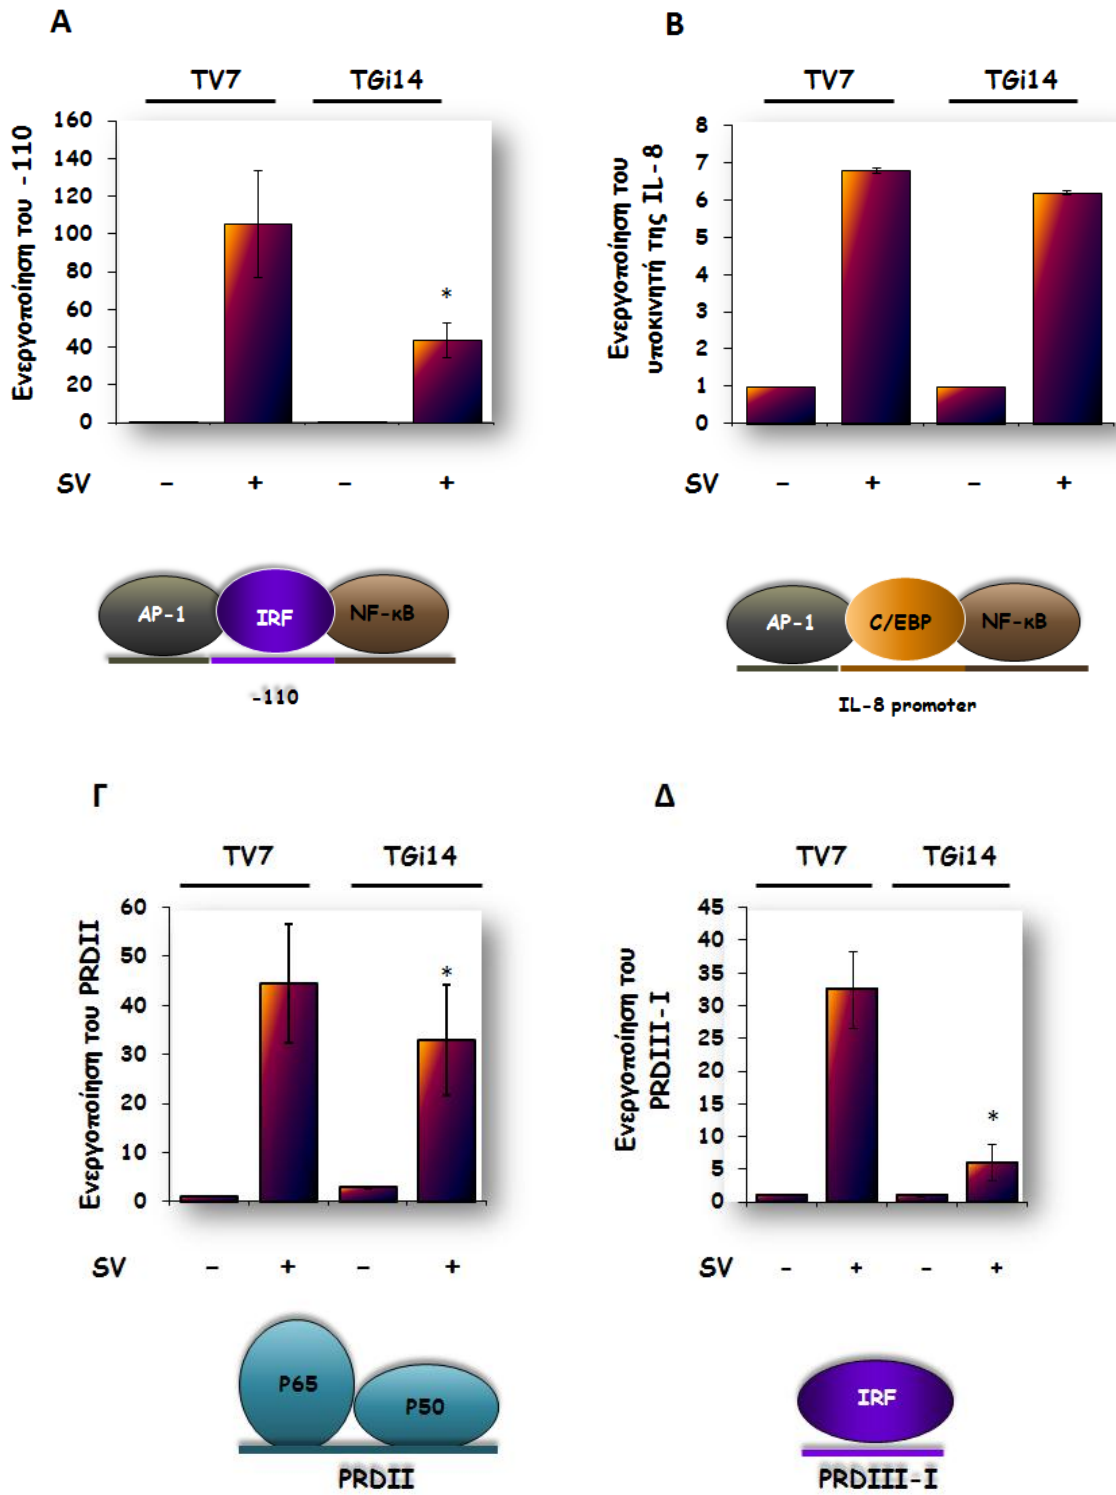 A
TV7 TGi14
Ενεργοποίηση του -110
160
140
120
100
80
60
40
20
0
*
SV - + - +
AP-1 IRF NF-κB
-110
B
TV7 TGi14
Ενεργοποίηση του
υποκινητή της IL-8
8
7
6
5
4
3
2
1
0
SV - + - +
AP-1 C/EBP NF-κB
IL-8 promoter
Γ
TV7 TGi14
Ενεργοποίηση του PRDII
60
50
40
30
20
10
0
*
SV - + - +
P65 P50
PRDII
Δ
TV7 TGi14
Ενεργοποίηση του
PRDIII-I
45
40
35
30
25
20
15
10
5
0
*
SV - + - +
IRF
PRDIII-I